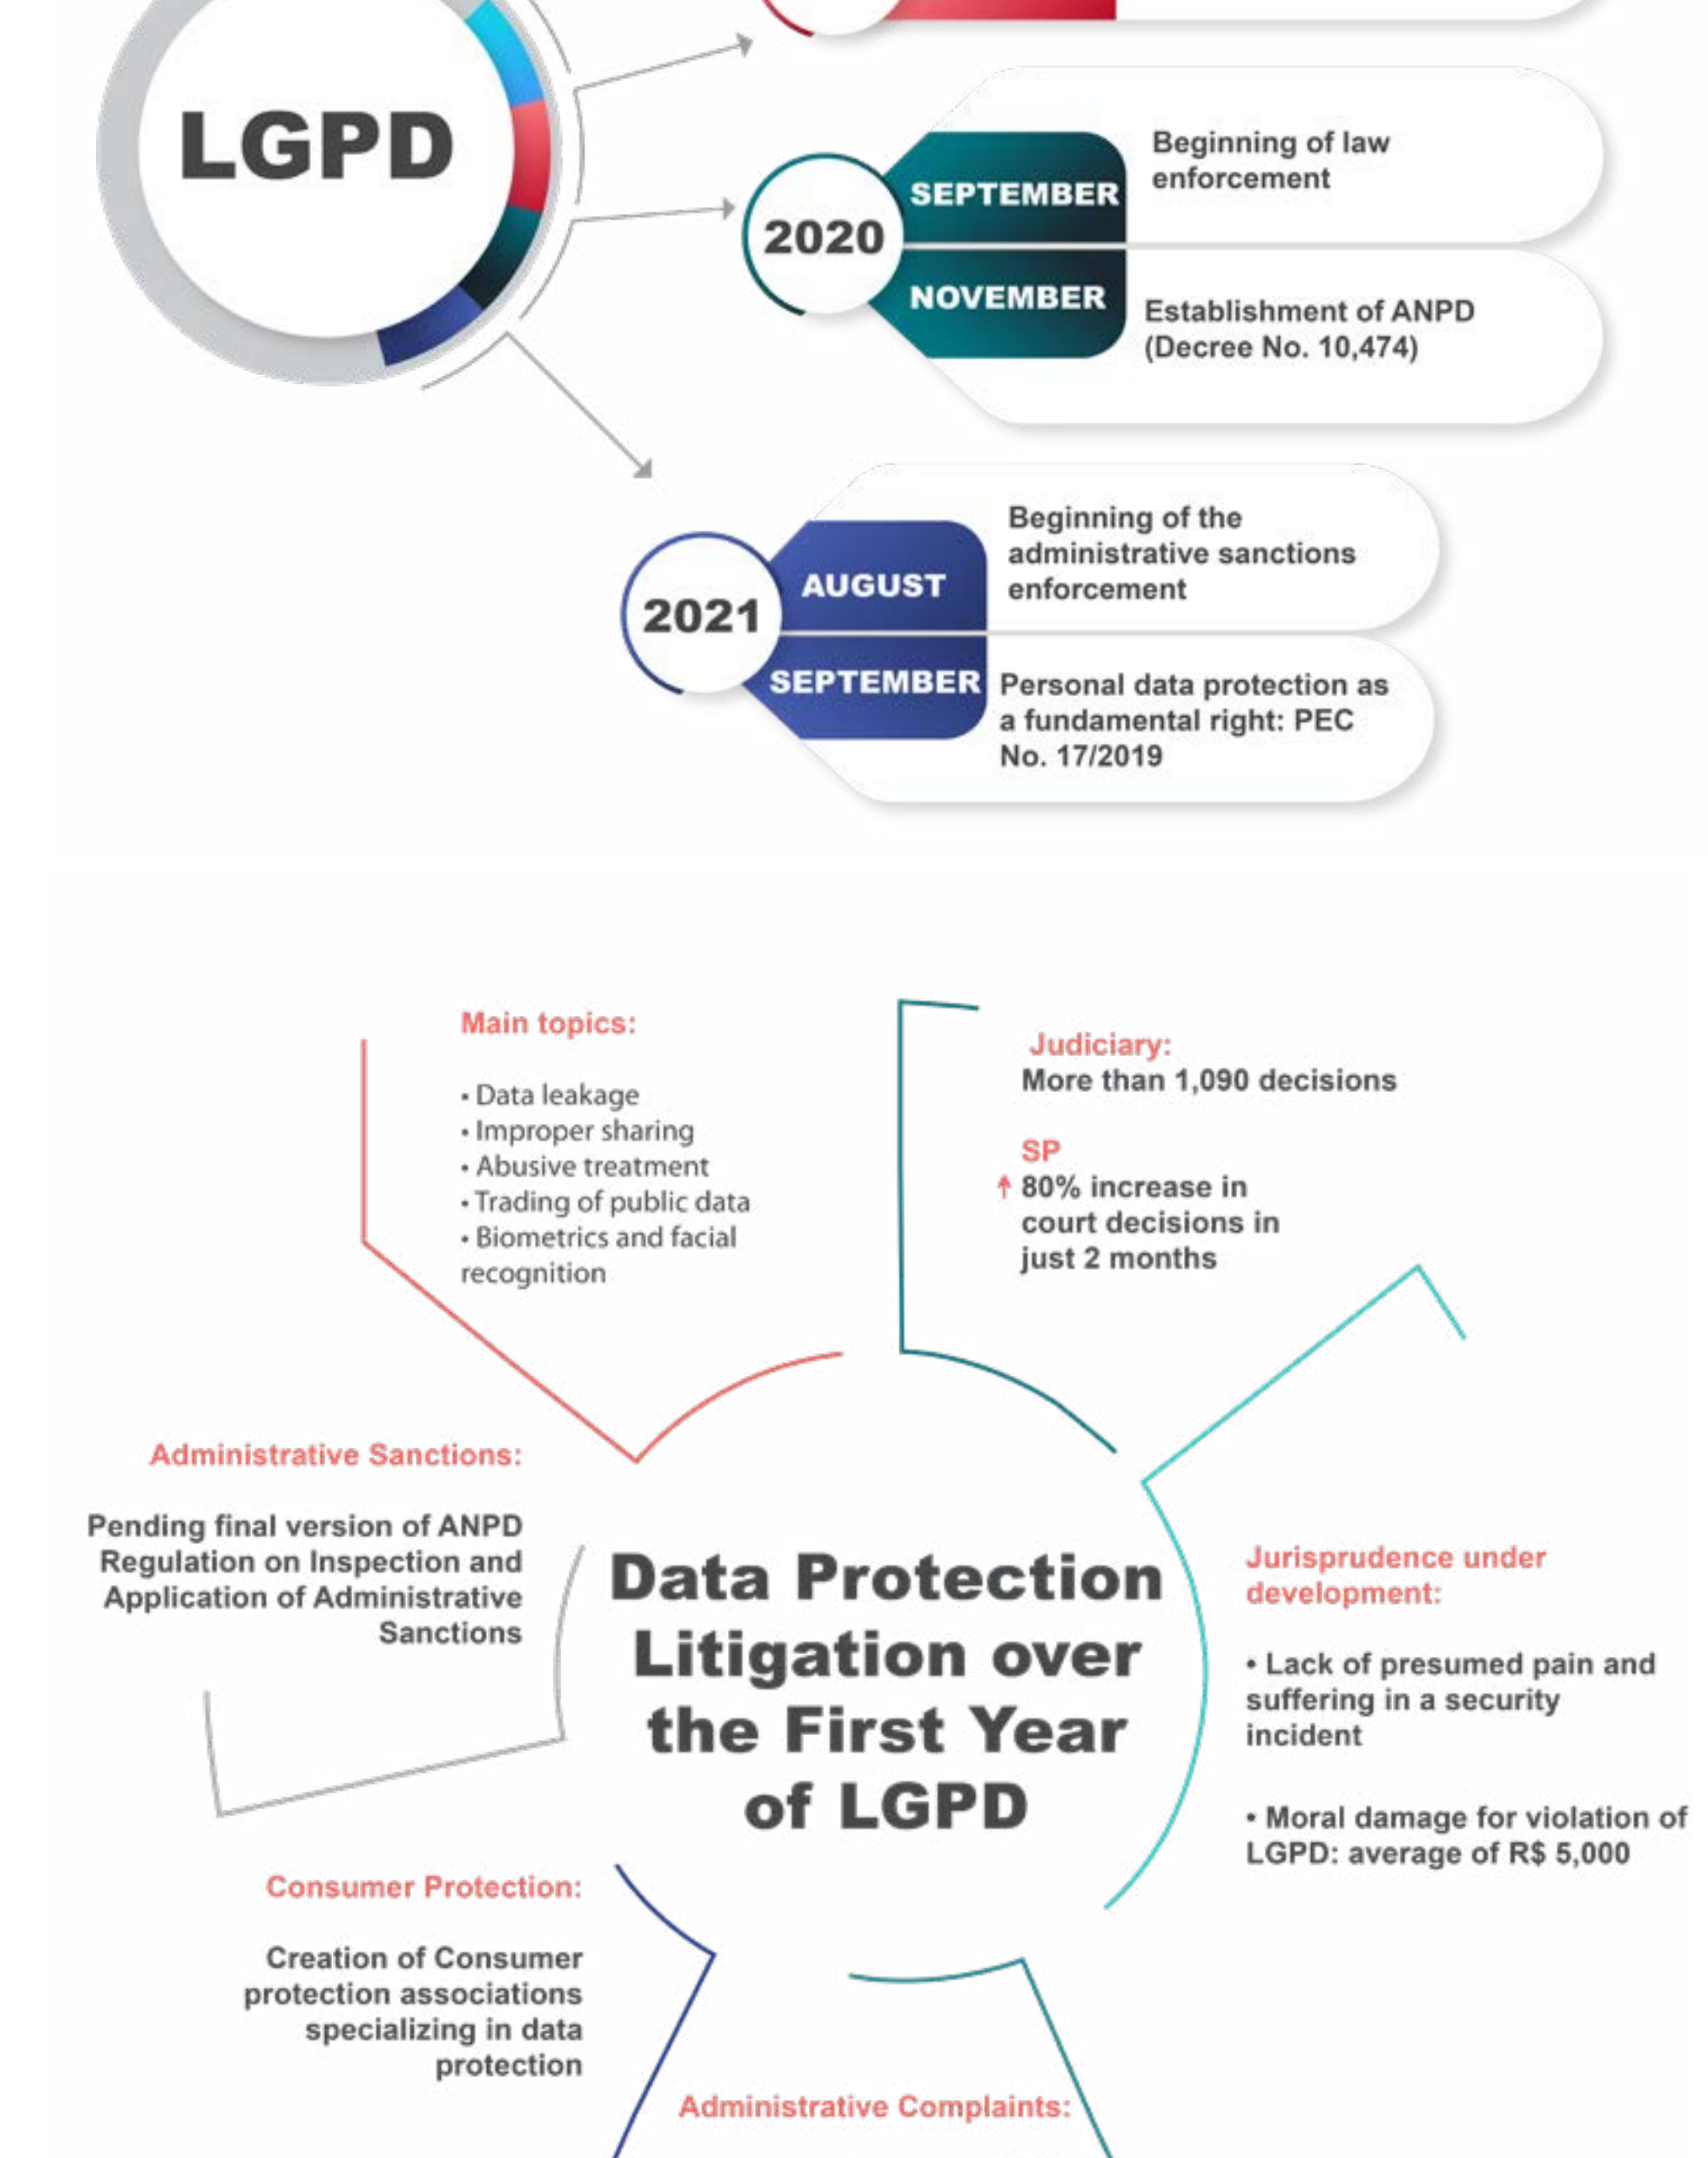 LGPD
2020
SEPTEMBER
Beginning of law
enforcement
NOVEMBER
Establishment of ANPD
(Decree No. 10,474)
2021
AUGUST
Beginning of the
administrative sanctions
enforcement
SEPTEMBER
Personal data protection as
a fundamental right: PEC
No. 17/2019
Main topics:
• Data leakage
• Improper sharing
• Abusive treatment
• Trading of public data
• Biometrics and facial
recognition
Judiciary:
More than 1,090 decisions
SP
80% increase in
court decisions in
just 2 months
Administrative Sanctions:
Pending final version of ANPD
Regulation on Inspection and
Application of Administrative
Sanctions
Data Protection
Litigation over
the First Year
of LGPD
Jurisprudence under
development:
• Lack of presumed pain and
suffering in a security
incident
• Moral damage for violation of
LGPD: average of R$ 5,000
Consumer Protection:
Creation of Consumer
protection associations
specializing in data
protection
Administrative Complaints: